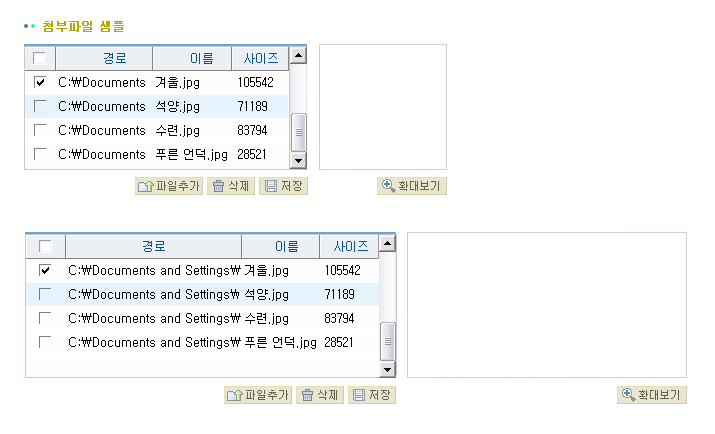 첨부파일 샘플
경로 이름 사이즈
C:₩Documents 겨울.jpg 105542
C:₩Documents 석양.jpg 71189
C:₩Documents 수련.jpg 83794
C:₩Documents 푸른 언덕.jpg 28521
파일추가 삭제 저장 확대보기
경로 이름 사이즈
C:₩Documents and Settings₩ 겨울.jpg 105542
C:₩Documents and Settings₩ 석양.jpg 71189
C:₩Documents and Settings₩ 수련.jpg 83794
C:₩Documents and Settings₩ 푸른 언덕.jpg 28521
파일추가 삭제 저장 확대보기